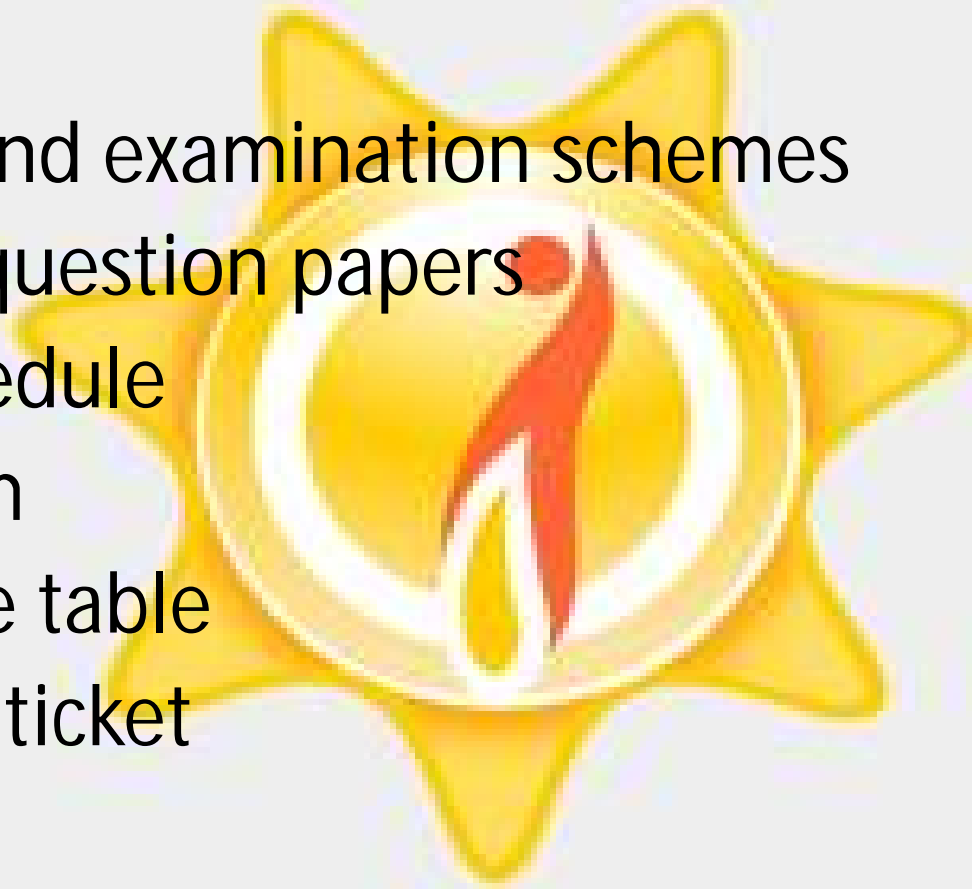 nd examination schemes
question papers
edule
n
e table
ticket